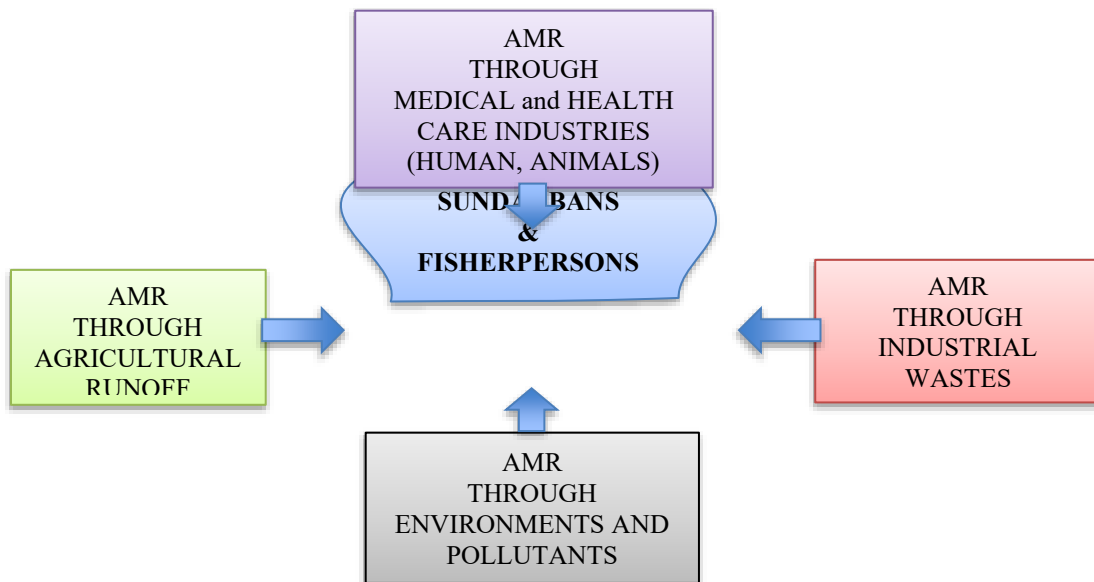 AMR
THROUGH
MEDICAL and HEALTH
CARE INDUSTRIES
(HUMAN, ANIMALS)
SUNDARBANS
&
FISHERPERSONS
AMR
THROUGH
AGRICULTURAL
RUNOFF
AMR
THROUGH
INDUSTRIAL
WASTES
AMR
THROUGH
ENVIRONMENTS AND
POLLUTANTS